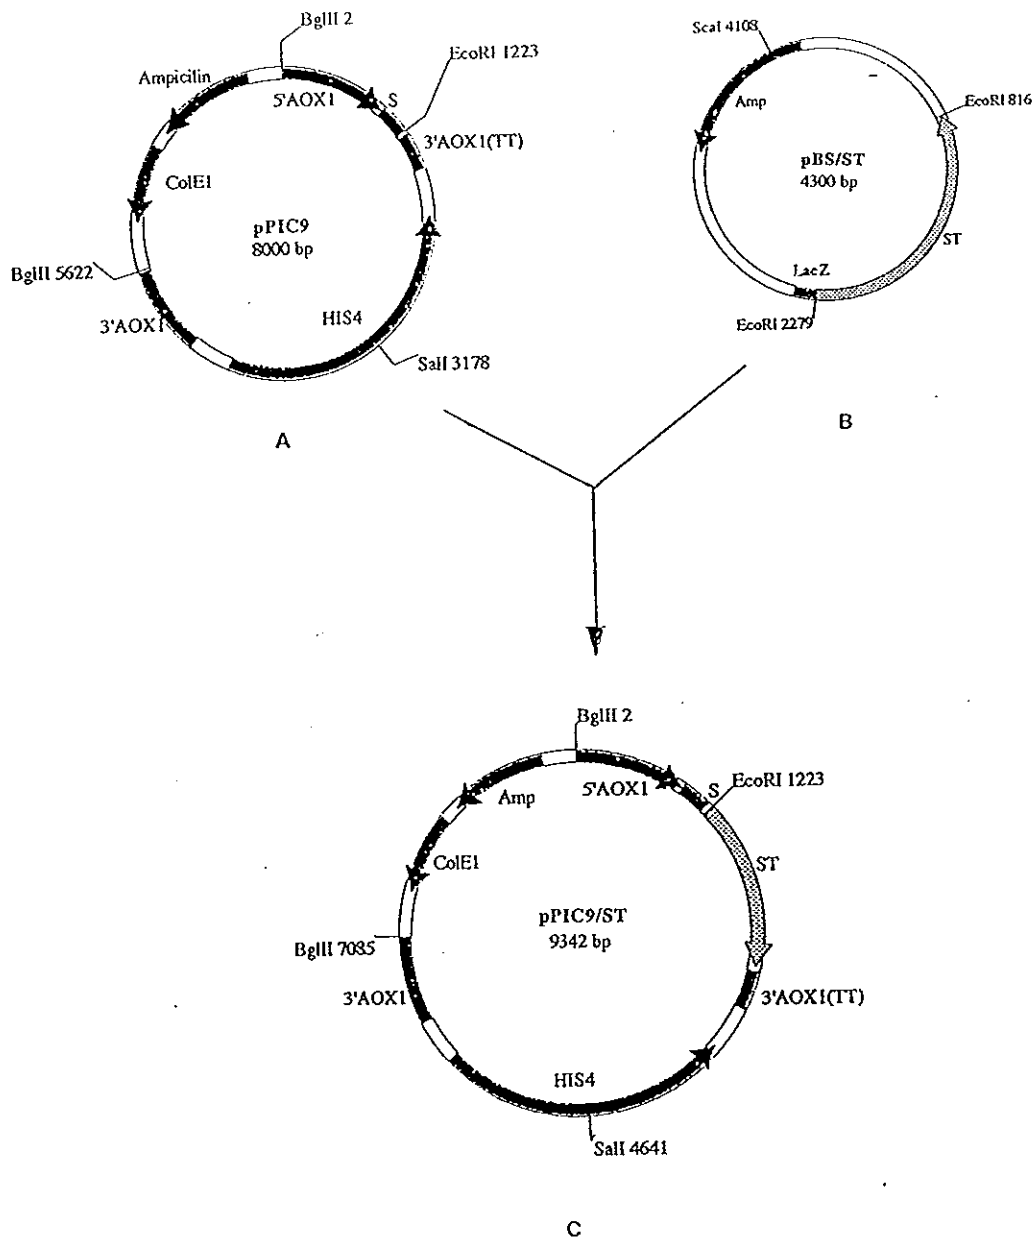 BglII 2
EcoRI 1223
Ampicilin
5'AOX1
S
3'AOX1(TT)
ColE1
pPIC9
8000 bp
BglII 5622
3'AOX1
HIS4
SalI 3178
A
ScaI 4108
Amp
EcoRI 816
pBS/ST
4300 bp
ST
LacZ
EcoRI 2279
B
BglII 2
5'AOX1
S
EcoRI 1223
Amp
ST
ColE1
pPIC9/ST
9342 bp
BglII 7085
3'AOX1
3'AOX1(TT)
HIS4
SalI 4641
C